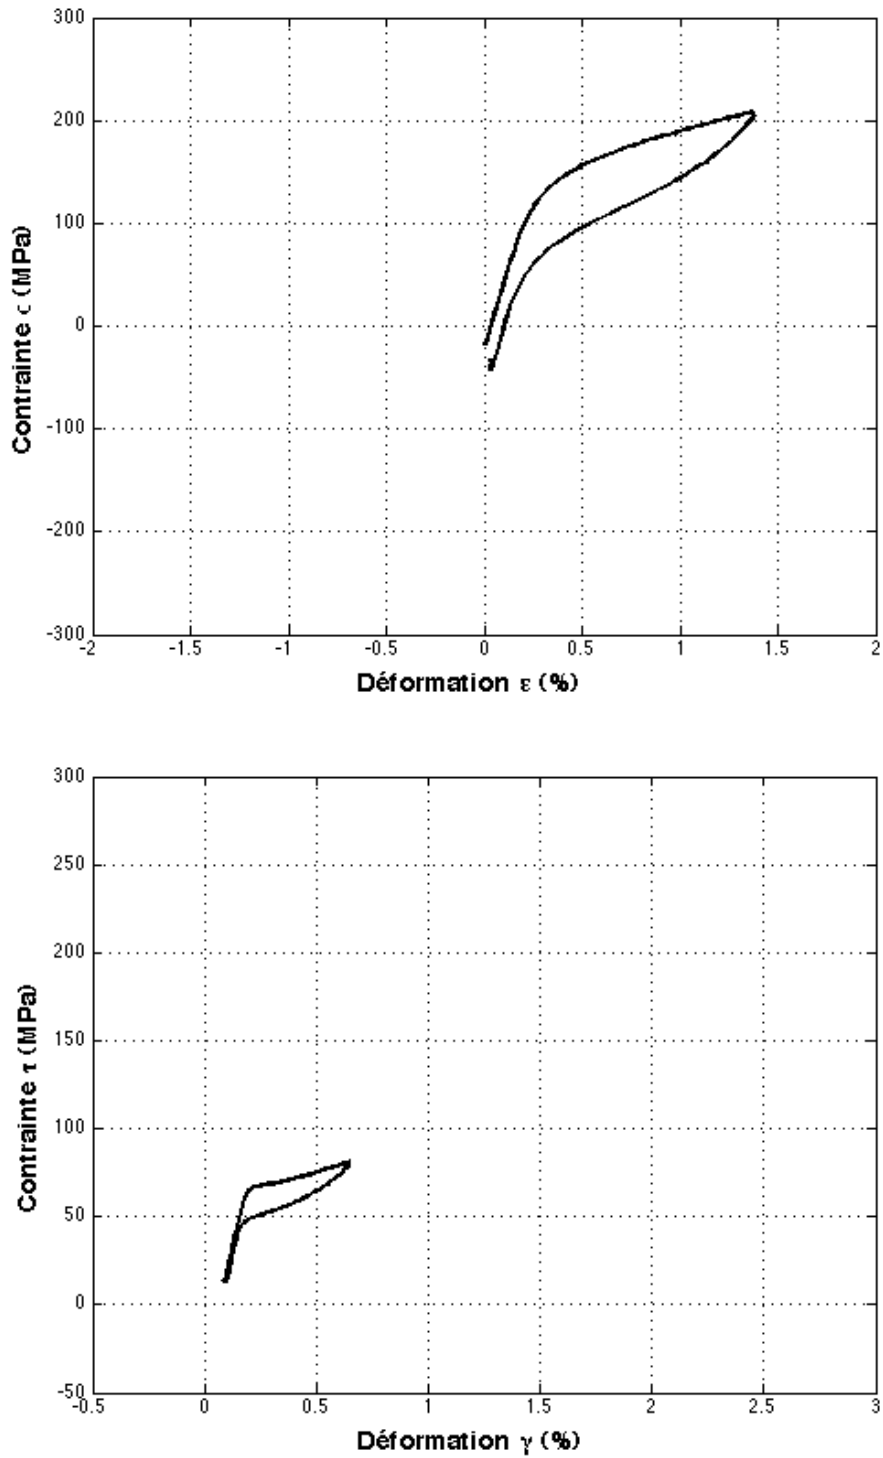 300
200
100
0
-100
-200
-300
Contrainte σ (MPa)
-2 -1.5 -1 -0.5 0 0.5 1 1.5 2
Déformation ε (%)
300
250
200
150
100
50
0
-50
Contrainte τ (MPa)
-0.5 0 0.5 1 1.5 2 2.5 3
Déformation γ (%)